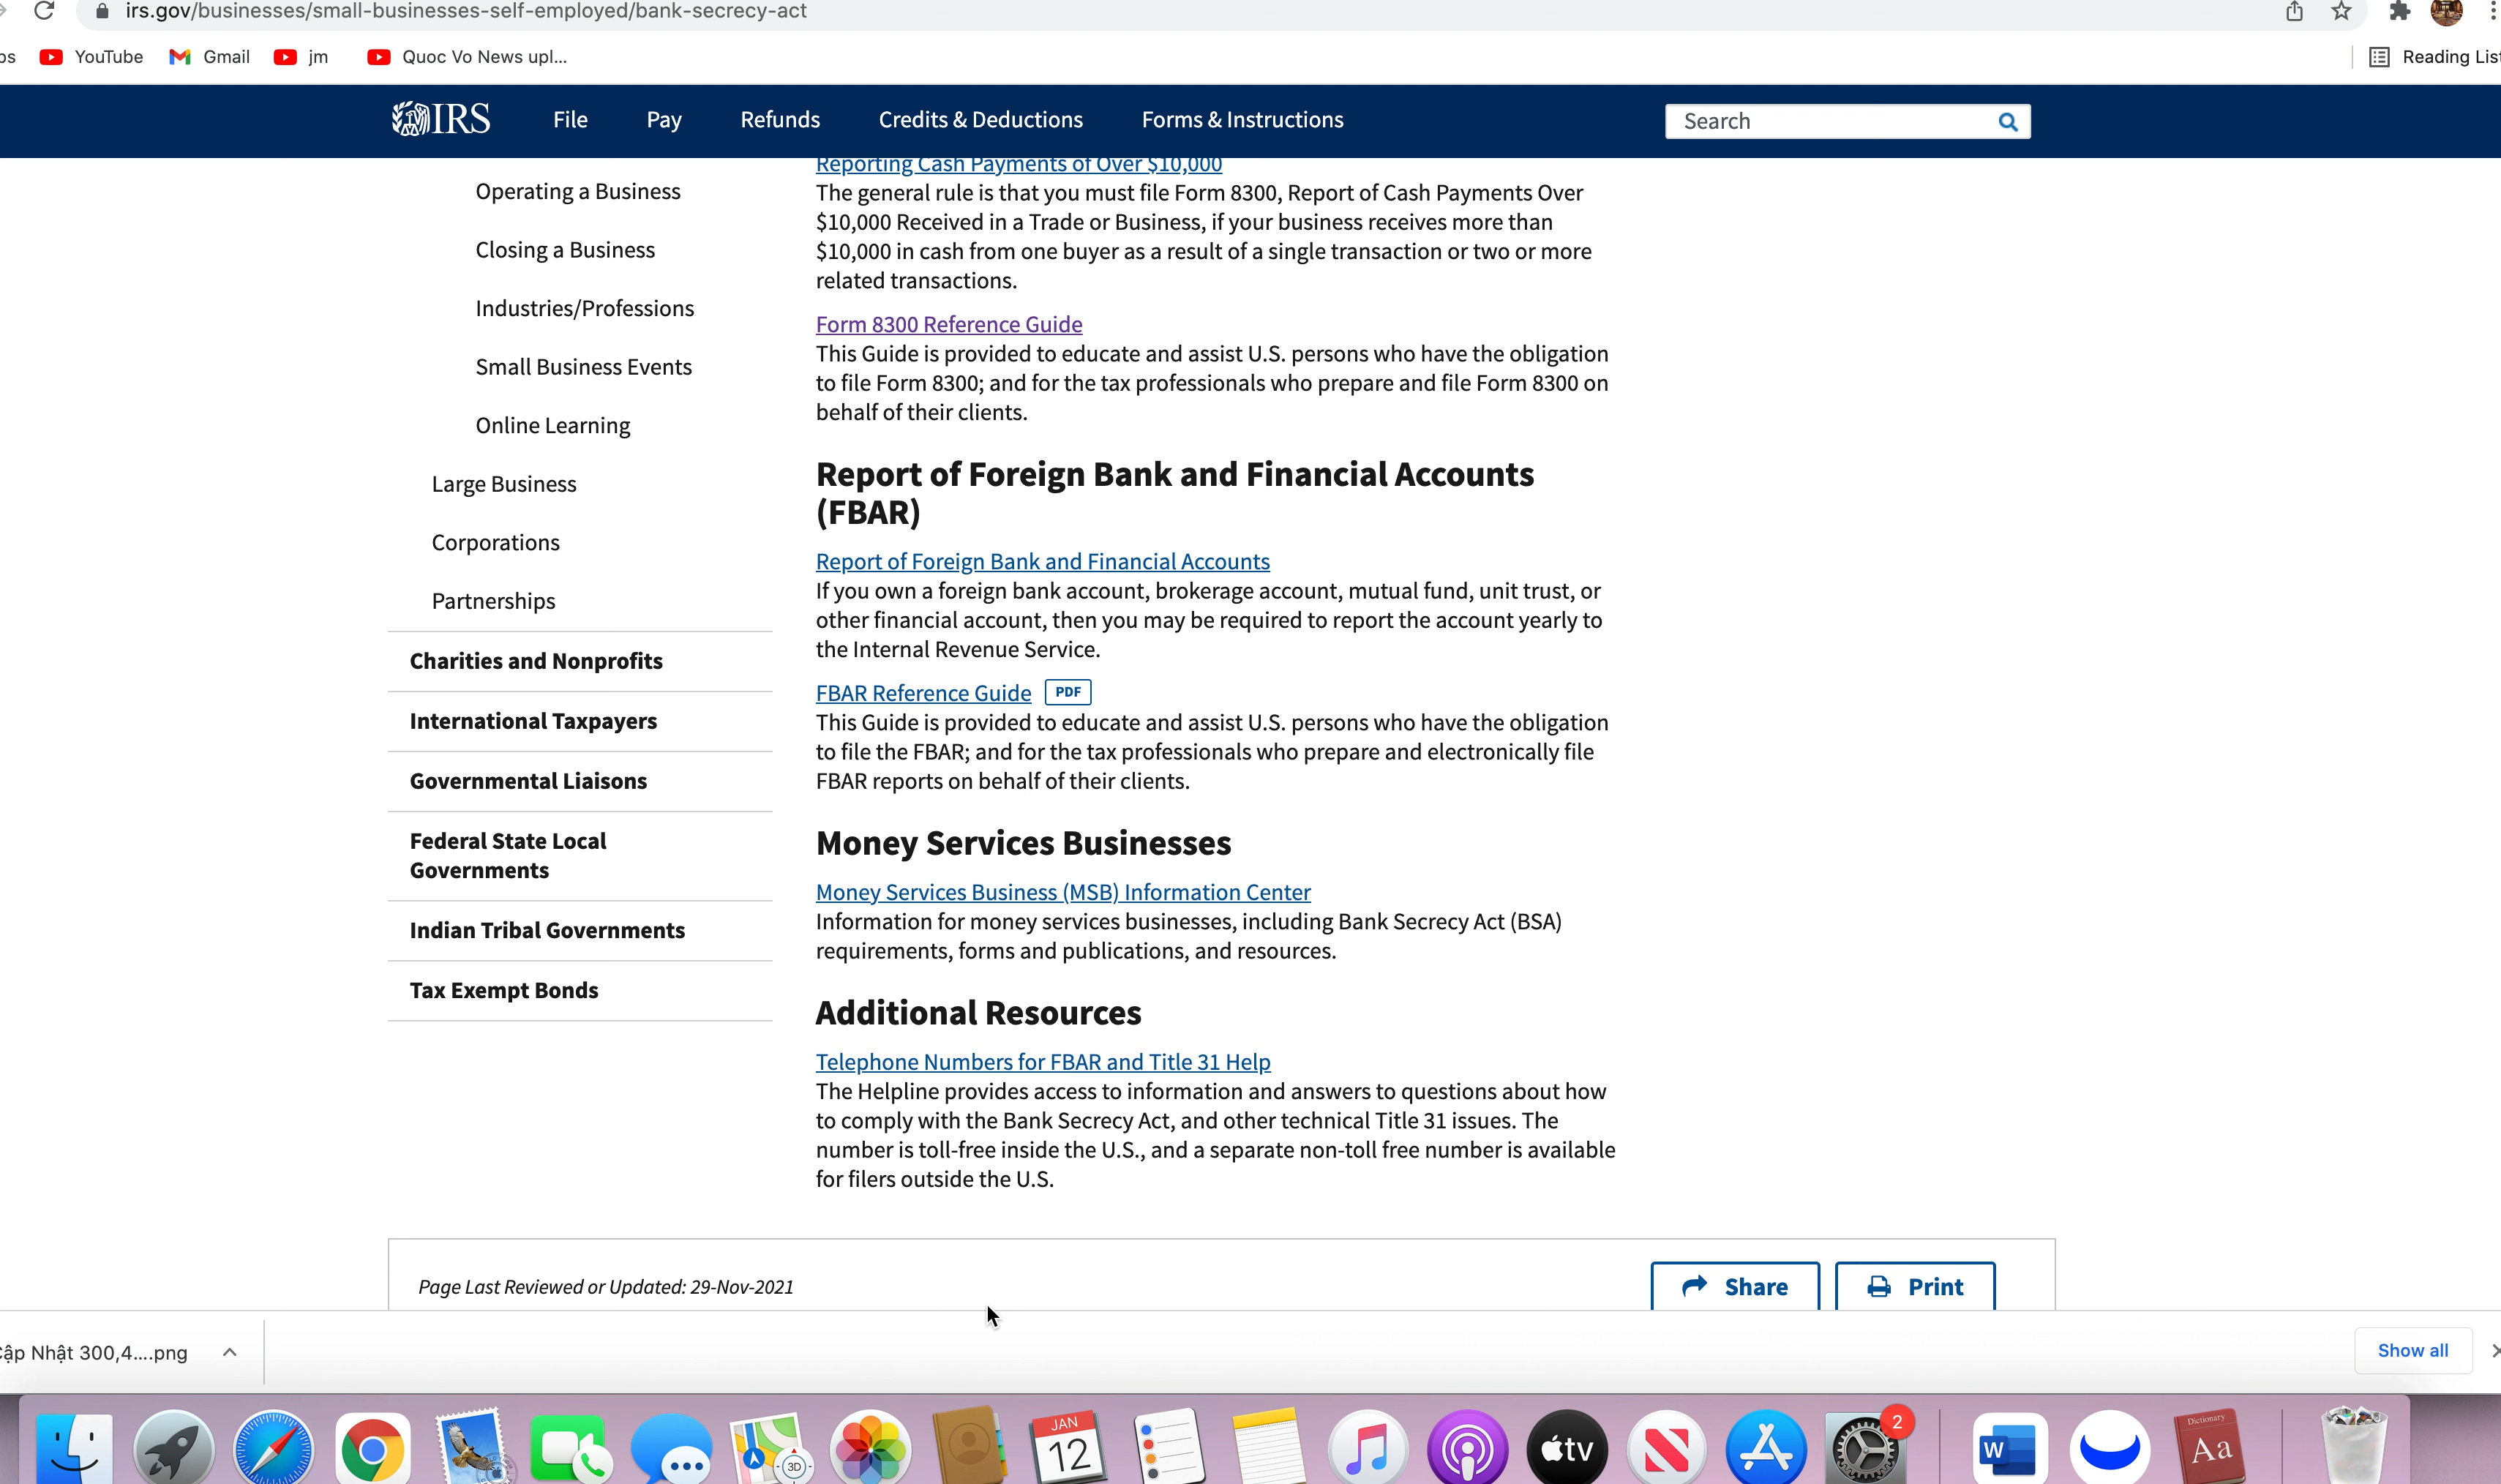 irs.gov/businesses/small-businesses-self-employed/bank-secrecy-act
YouTube
Gmail
jm
Quoc Vo News upl...
Reading List
IRS
File
Pay
Refunds
Credits & Deductions
Forms & Instructions
Search
Operating a Business
Closing a Business
Industries/Professions
Small Business Events
Online Learning
Large Business
Corporations
Partnerships
Charities and Nonprofits
International Taxpayers
Governmental Liaisons
Federal State Local
Governments
Indian Tribal Governments
Tax Exempt Bonds
Reporting Cash Payments of Over $10,000
The general rule is that you must file Form 8300, Report of Cash Payments Over
$10,000 Received in a Trade or Business, if your business receives more than
$10,000 in cash from one buyer as a result of a single transaction or two or more
related transactions.
Form 8300 Reference Guide
This Guide is provided to educate and assist U.S. persons who have the obligation
to file Form 8300; and for the tax professionals who prepare and file Form 8300 on
behalf of their clients.
Report of Foreign Bank and Financial Accounts
(FBAR)
Report of Foreign Bank and Financial Accounts
If you own a foreign bank account, brokerage account, mutual fund, unit trust, or
other financial account, then you may be required to report the account yearly to
the Internal Revenue Service.
FBAR Reference Guide PDF
This Guide is provided to educate and assist U.S. persons who have the obligation
to file the FBAR; and for the tax professionals who prepare and electronically file
FBAR reports on behalf of their clients.
Money Services Businesses
Money Services Business (MSB) Information Center
Information for money services businesses, including Bank Secrecy Act (BSA)
requirements, forms and publications, and resources.
Additional Resources
Telephone Numbers for FBAR and Title 31 Help
The Helpline provides access to information and answers to questions about how
to comply with the Bank Secrecy Act, and other technical Title 31 issues. The
number is toll-free inside the U.S., and a separate non-toll free number is available
for filers outside the U.S.
Page Last Reviewed or Updated: 29-Nov-2021
Share
Print
Nhật 300,4....png
Show all
3D
JAN
12
tv
2
W
Dictionary
Aa